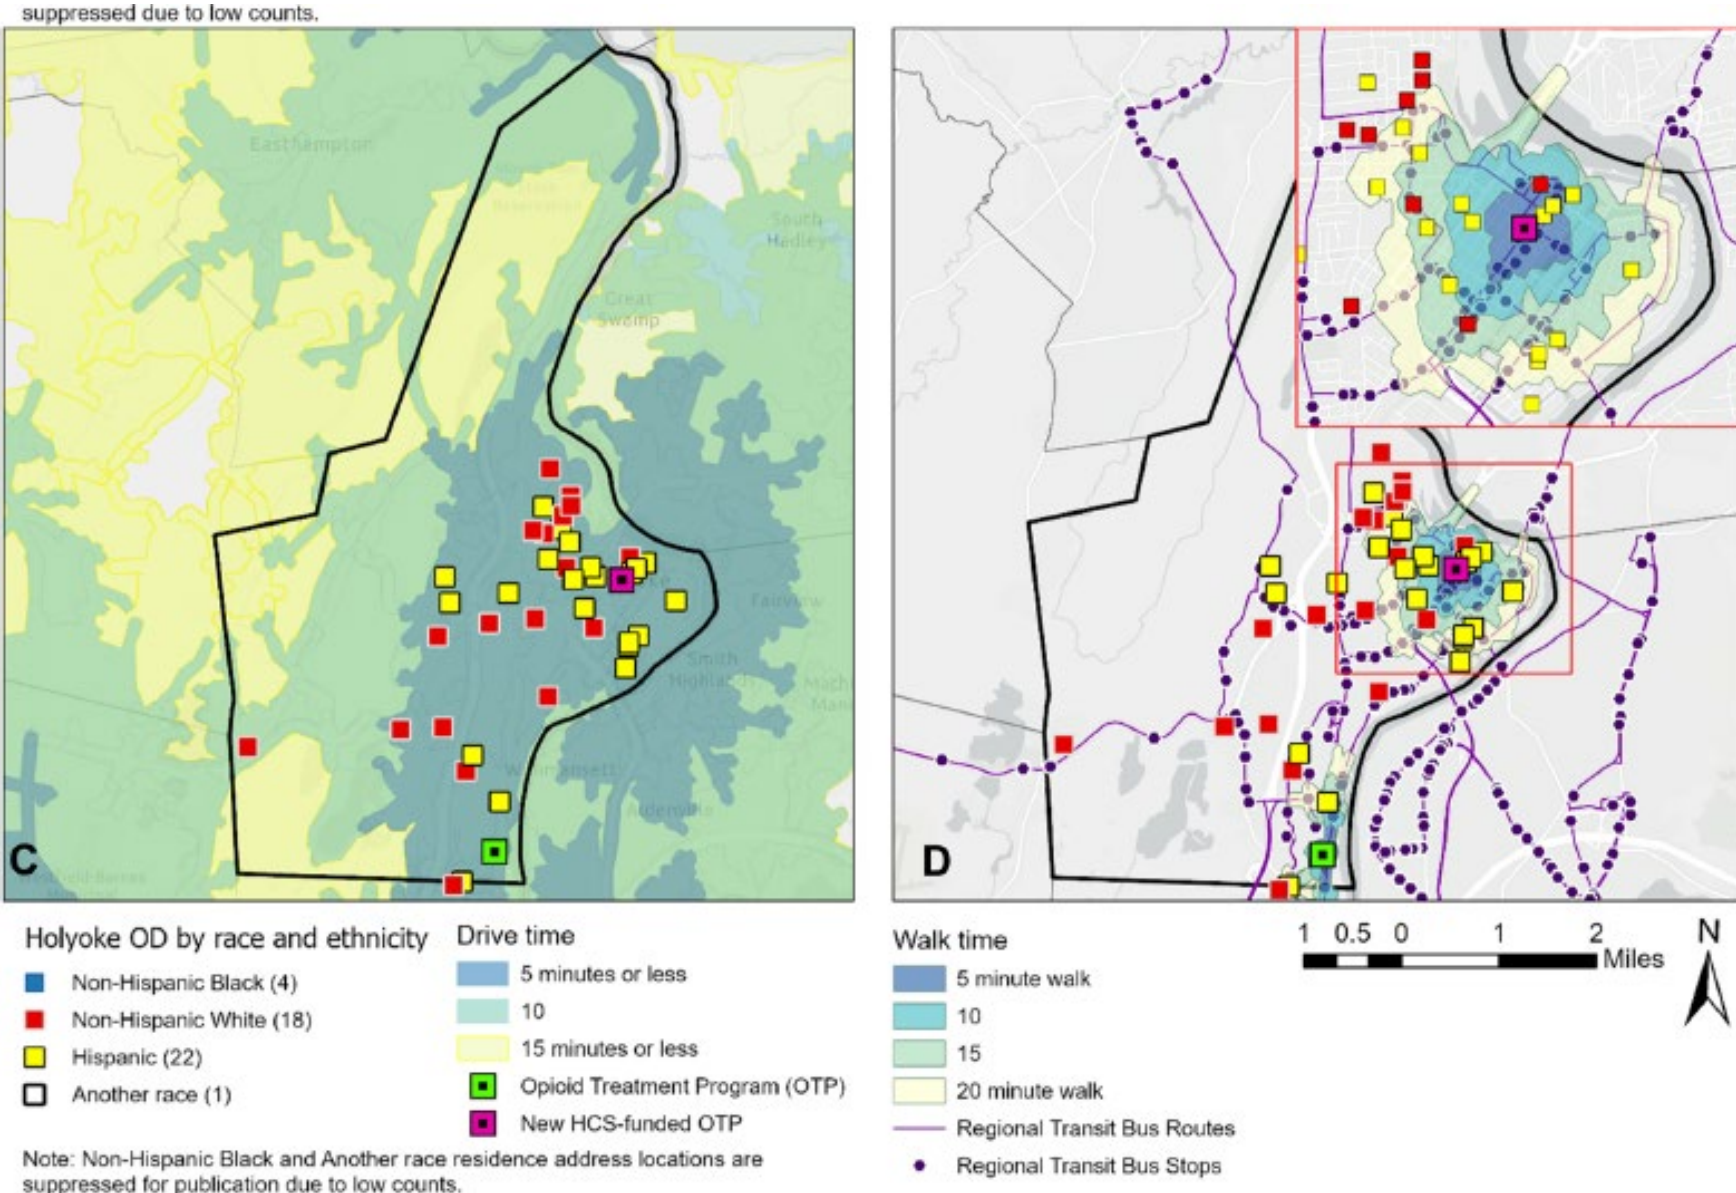 suppressed due to low counts.
Easthampton
South
Hadley
Great
Swamp
Fairview
Smith
Highlands
Willimansett
Aldenville
C
D
Holyoke OD by race and ethnicity
Non-Hispanic Black (4)
Non-Hispanic White (18)
Hispanic (22)
Another race (1)
Drive time
5 minutes or less
10
15 minutes or less
Opioid Treatment Program (OTP)
New HCS-funded OTP
Note: Non-Hispanic Black and Another race residence address locations are
suppressed for publication due to low counts.
Walk time
5 minute walk
10
15
20 minute walk
Regional Transit Bus Routes
Regional Transit Bus Stops
1 0.5 0 1 2
Miles
N